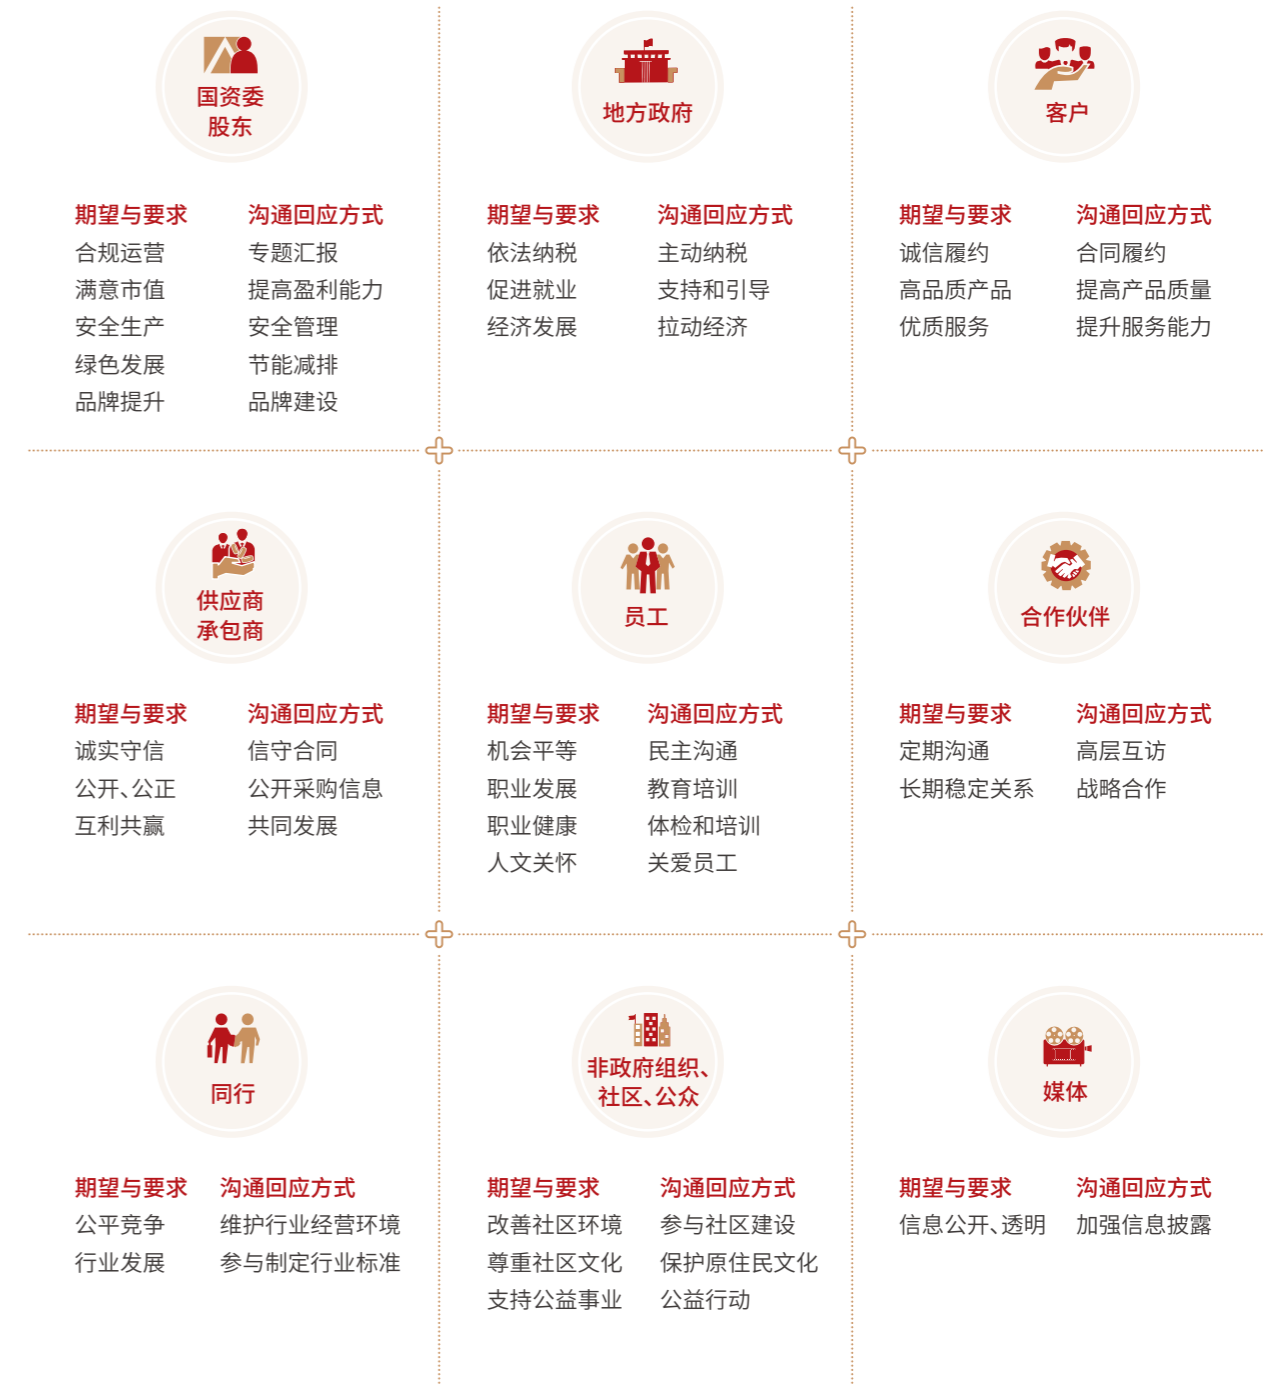 国资委
股东
期望与要求
合规运营
满意市值
安全生产
绿色发展
品牌提升
沟通回应方式
专题汇报
提高盈利能力
安全管理
节能减排
品牌建设
地方政府
期望与要求
依法纳税
促进就业
经济发展
沟通回应方式
主动纳税
支持和引导
拉动经济
客户
期望与要求
诚信履约
高品质产品
优质服务
沟通回应方式
合同履约
提高产品质量
提升服务能力
供应商
承包商
期望与要求
诚实守信
公开、公正
互利共赢
沟通回应方式
信守合同
公开采购信息
共同发展
员工
期望与要求
机会平等
职业发展
职业健康
人文关怀
沟通回应方式
民主沟通
教育培训
体检和培训
关爱员工
合作伙伴
期望与要求
定期沟通
长期稳定关系
沟通回应方式
高层互访
战略合作
同行
期望与要求
公平竞争
行业发展
沟通回应方式
维护行业经营环境
参与制定行业标准
非政府组织、
社区、公众
期望与要求
改善社区环境
尊重社区文化
支持公益事业
沟通回应方式
参与社区建设
保护原住民文化
公益行动
媒体
期望与要求
信息公开、透明
沟通回应方式
加强信息披露